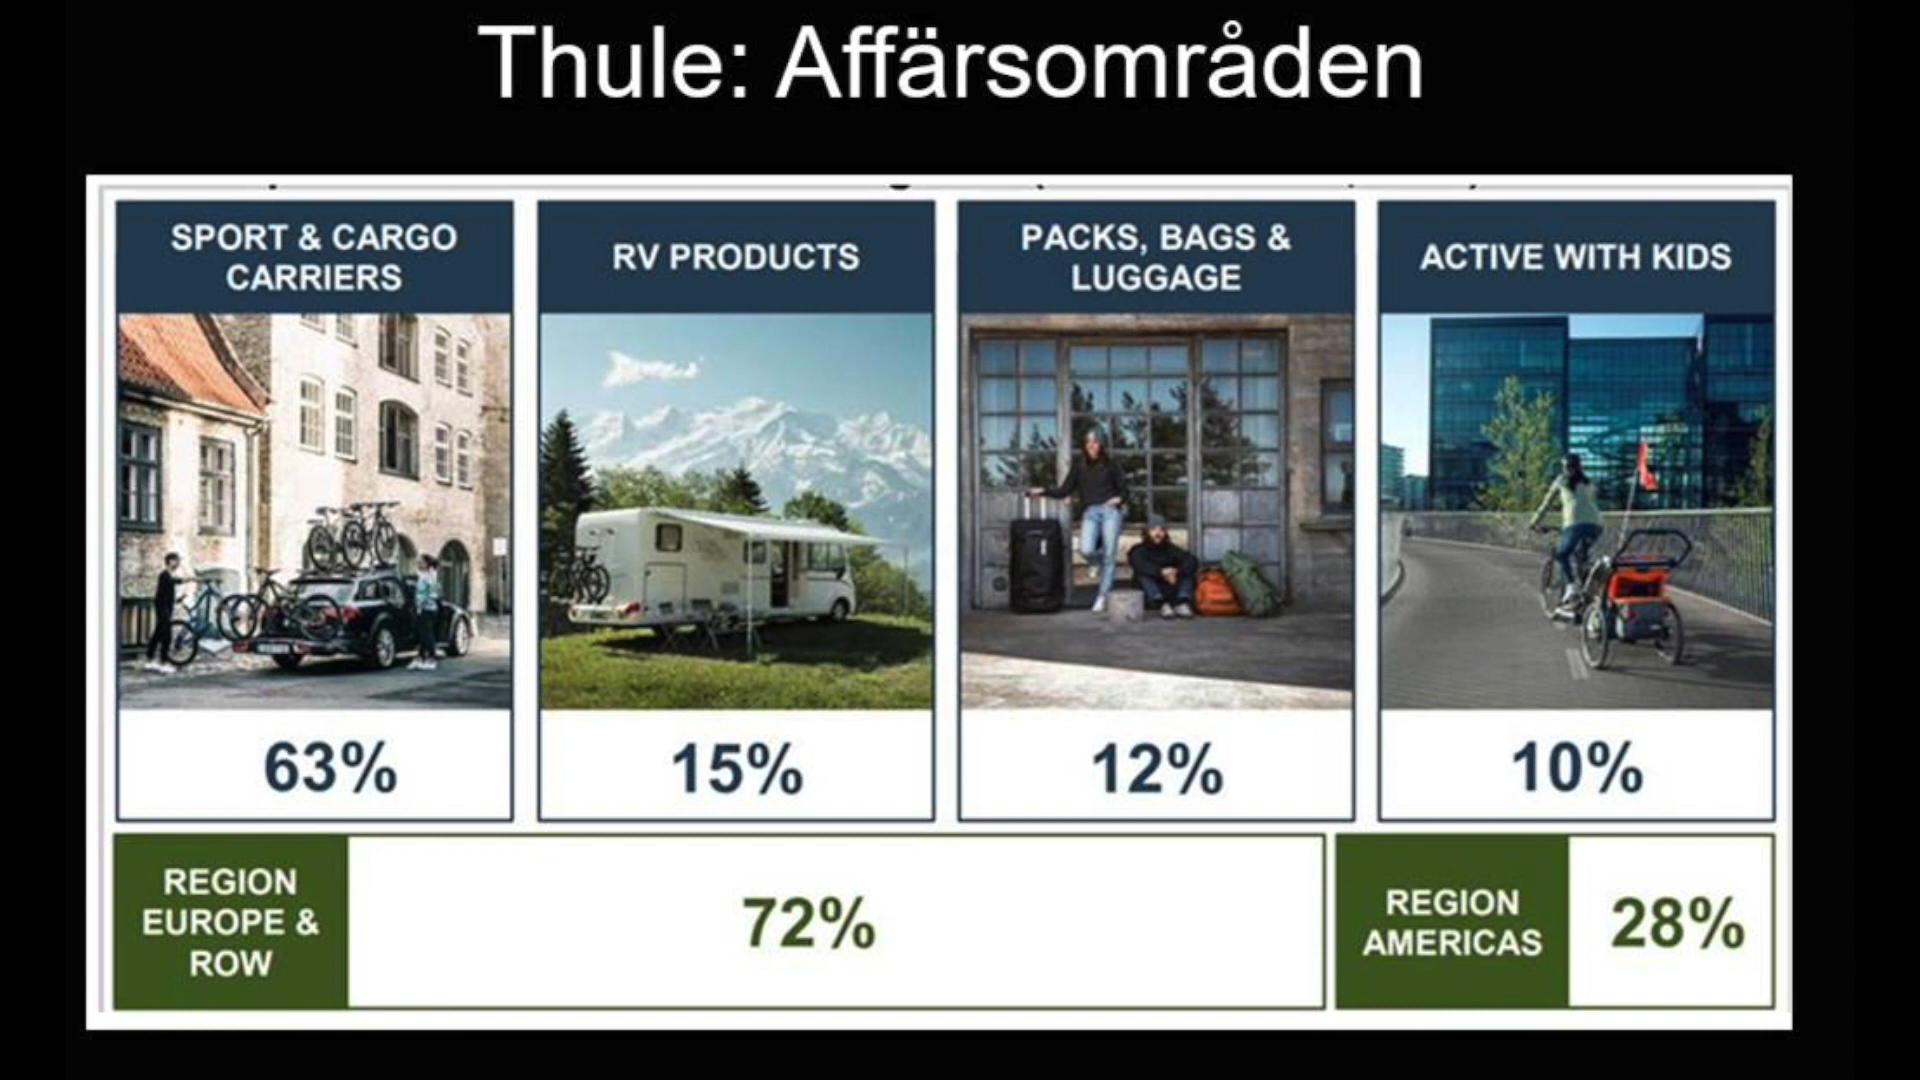 Thule: Affärsområden
SPORT & CARGO
CARRIERS
RV PRODUCTS
PACKS, BAGS &
LUGGAGE
ACTIVE WITH KIDS
63%
15%
12%
10%
REGION
EUROPE &
ROW
72%
REGION
AMERICAS
28%